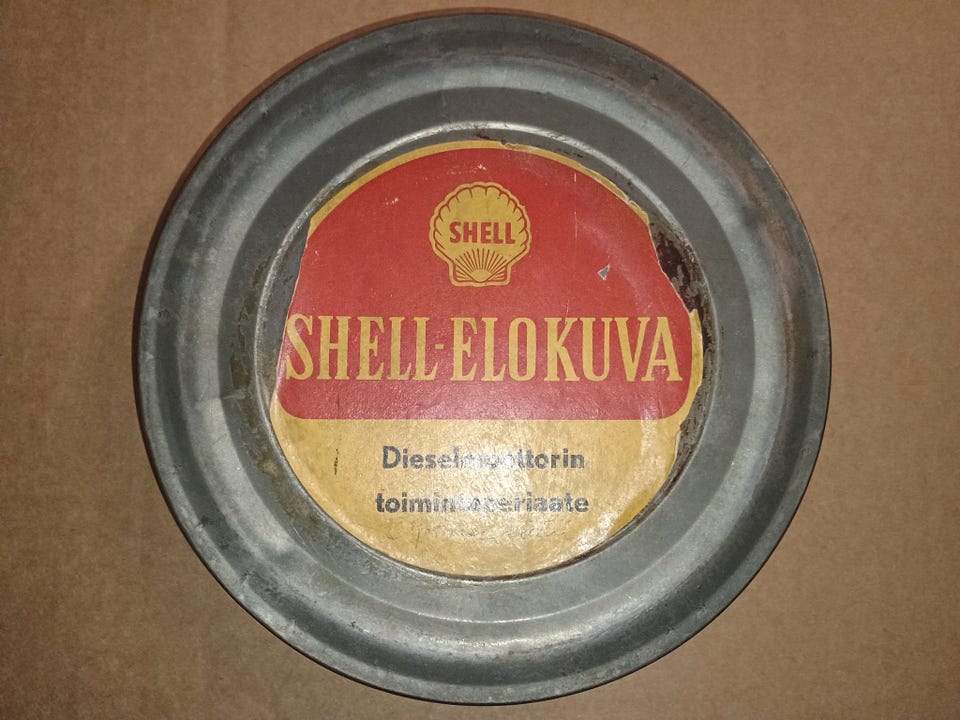 SHELL
SHELL-ELOKUVA
Dieselmoottorin
toimintaperiaate